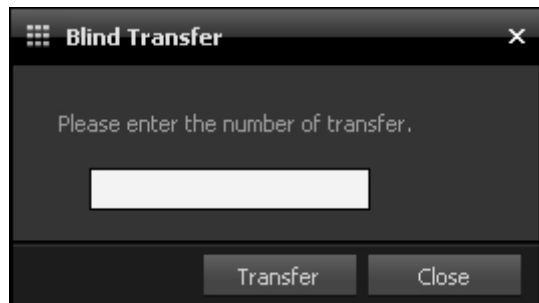 Blind Transfer
Please enter the number of transfer.
Transfer Close